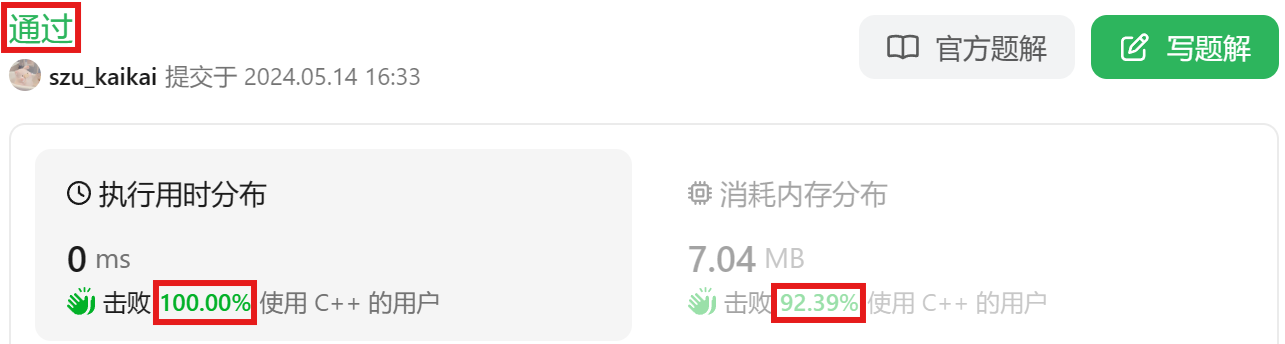 通过
官方题解
写题解
szu_kaikai 提交于 2024.05.14 16:33
执行用时分布
0 ms
击败 100.00% 使用 C++ 的用户
消耗内存分布
7.04 MB
击败 92.39% 使用 C++ 的用户